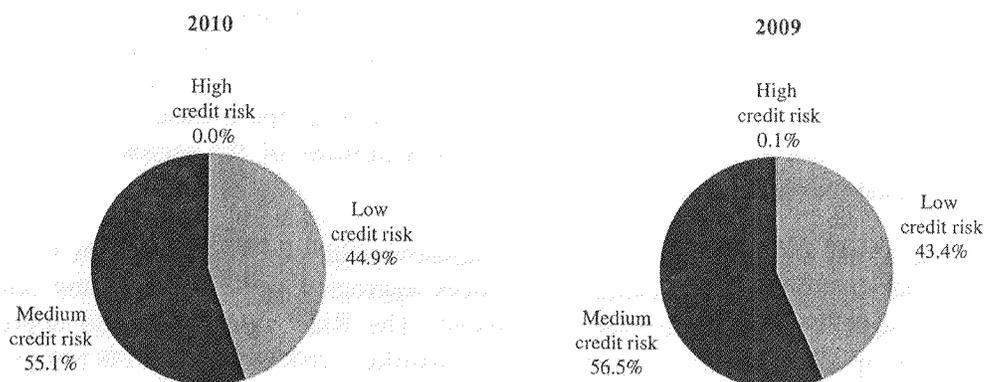 2010
High
credit risk
0.0%
Low
credit risk
44.9%
Medium
credit risk
55.1%
2009
High
credit risk
0.1%
Low
credit risk
43.4%
Medium
credit risk
56.5%